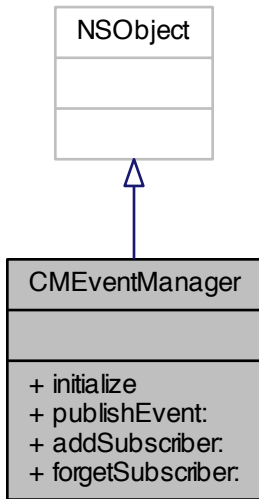 NSObject
CMEventManager
+ initialize
+ publishEvent:
+ addSubscriber:
+ forgetSubscriber: